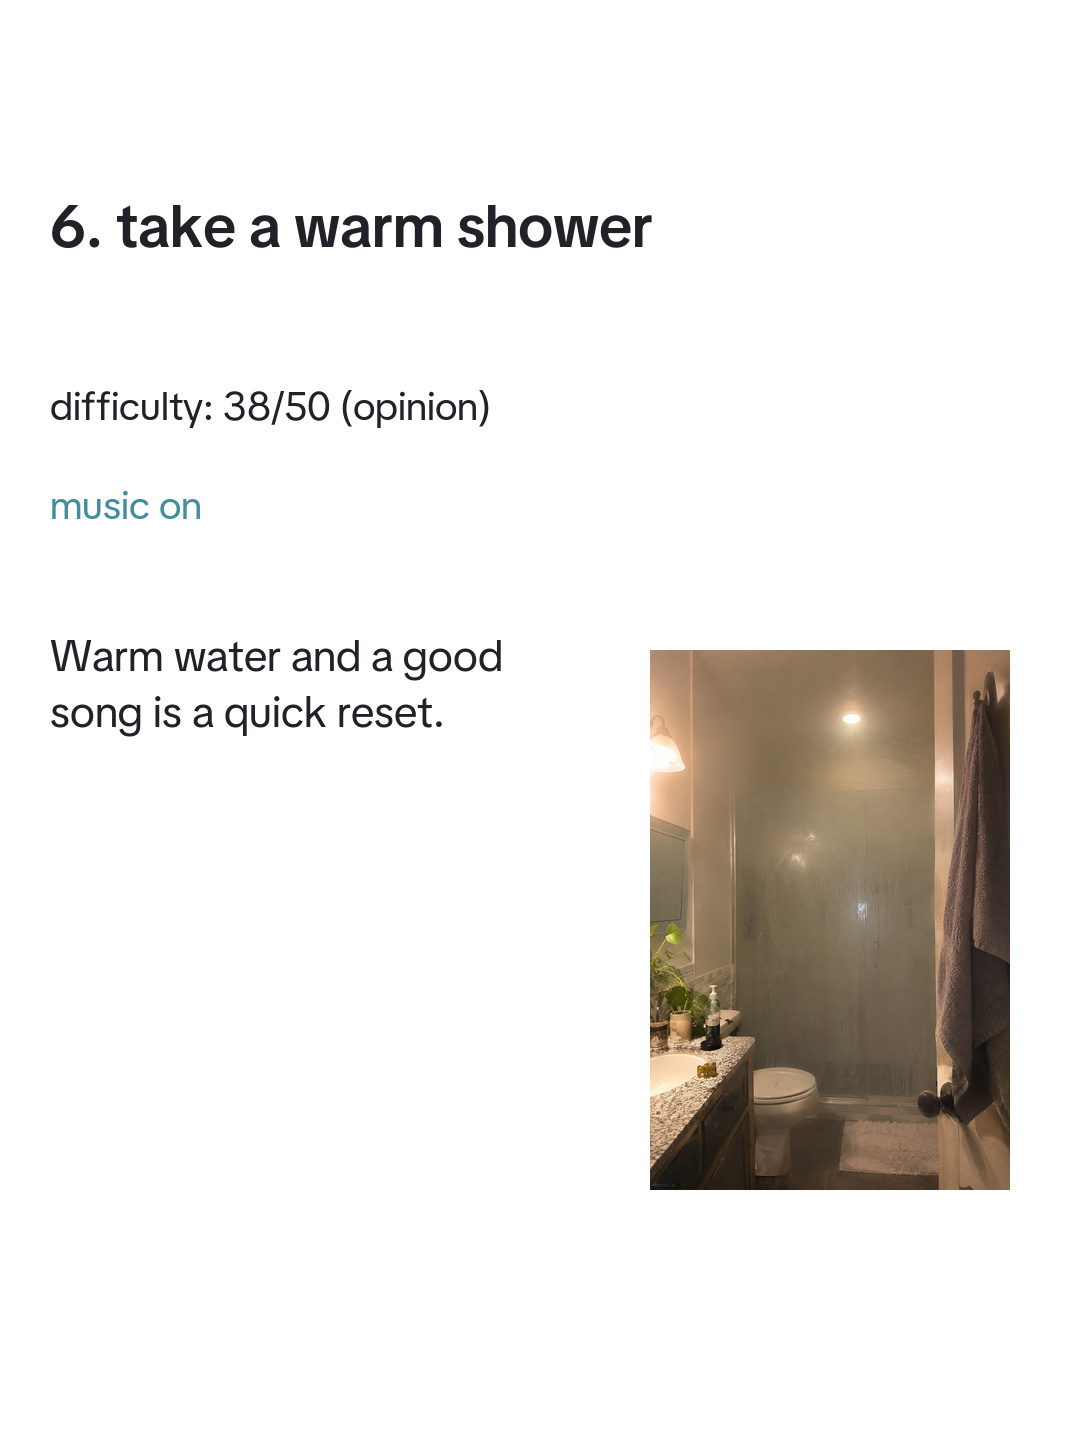 6. take a warm shower
difficulty: 38/50 (opinion)
music on
Warm water and a good
song is a quick reset.